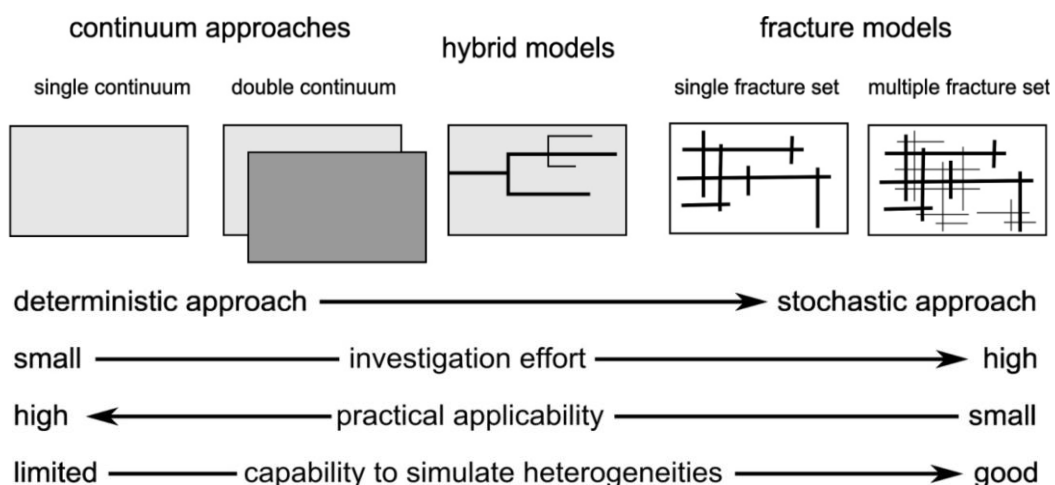 continuum approaches
hybrid models
fracture models
single continuum
double continuum
single fracture set
multiple fracture set
deterministic approach
stochastic approach
small investigation effort high
high practical applicability small
limited capability to simulate heterogeneities good